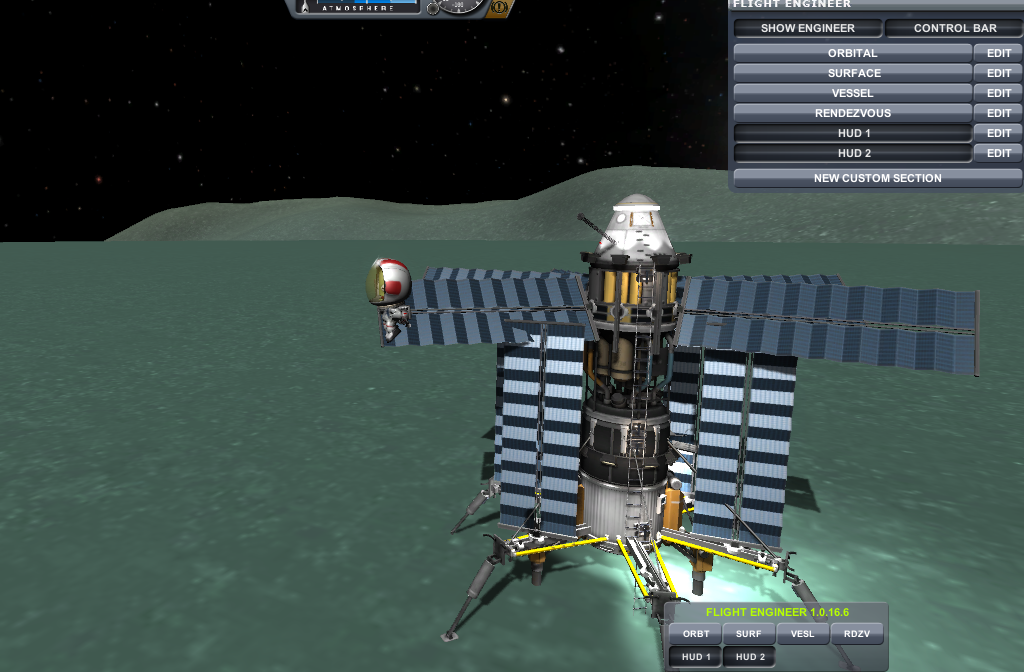 ATMOSPHERE
-100
FLIGHT ENGINEER
SHOW ENGINEER CONTROL BAR
ORBITAL EDIT
SURFACE EDIT
VESSEL EDIT
RENDEZVOUS EDIT
HUD 1 EDIT
HUD 2 EDIT
NEW CUSTOM SECTION
FLIGHT ENGINEER 1.0.16.6
ORBT SURF VESL RDZV
HUD 1 HUD 2